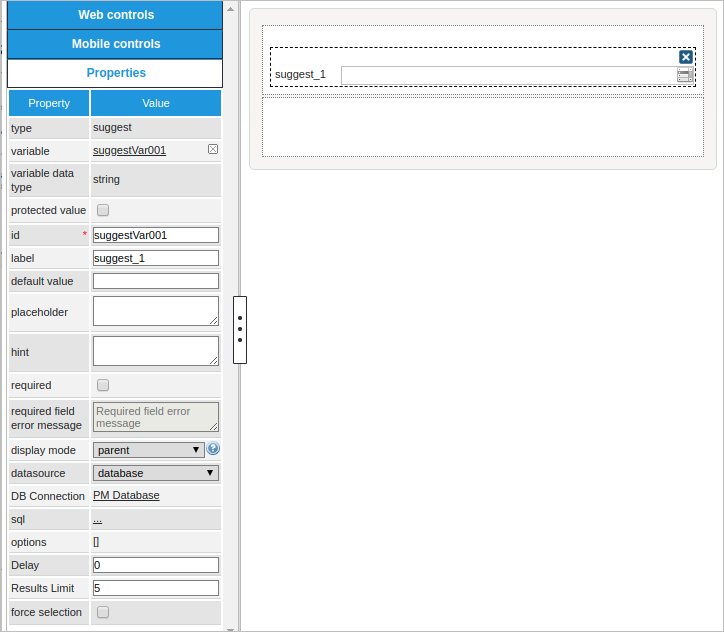 Web controls
Mobile controls
Properties
Property Value
type suggest
variable suggestVar001
variable data
type string
protected value
id * suggestVar001
label suggest_1
default value
placeholder
hint
required
required field
error message
Required field error
message
display mode parent
datasource database
DB Connection PM Database
sql ...
options []
Delay 0
Results Limit 5
force selection
suggest_1